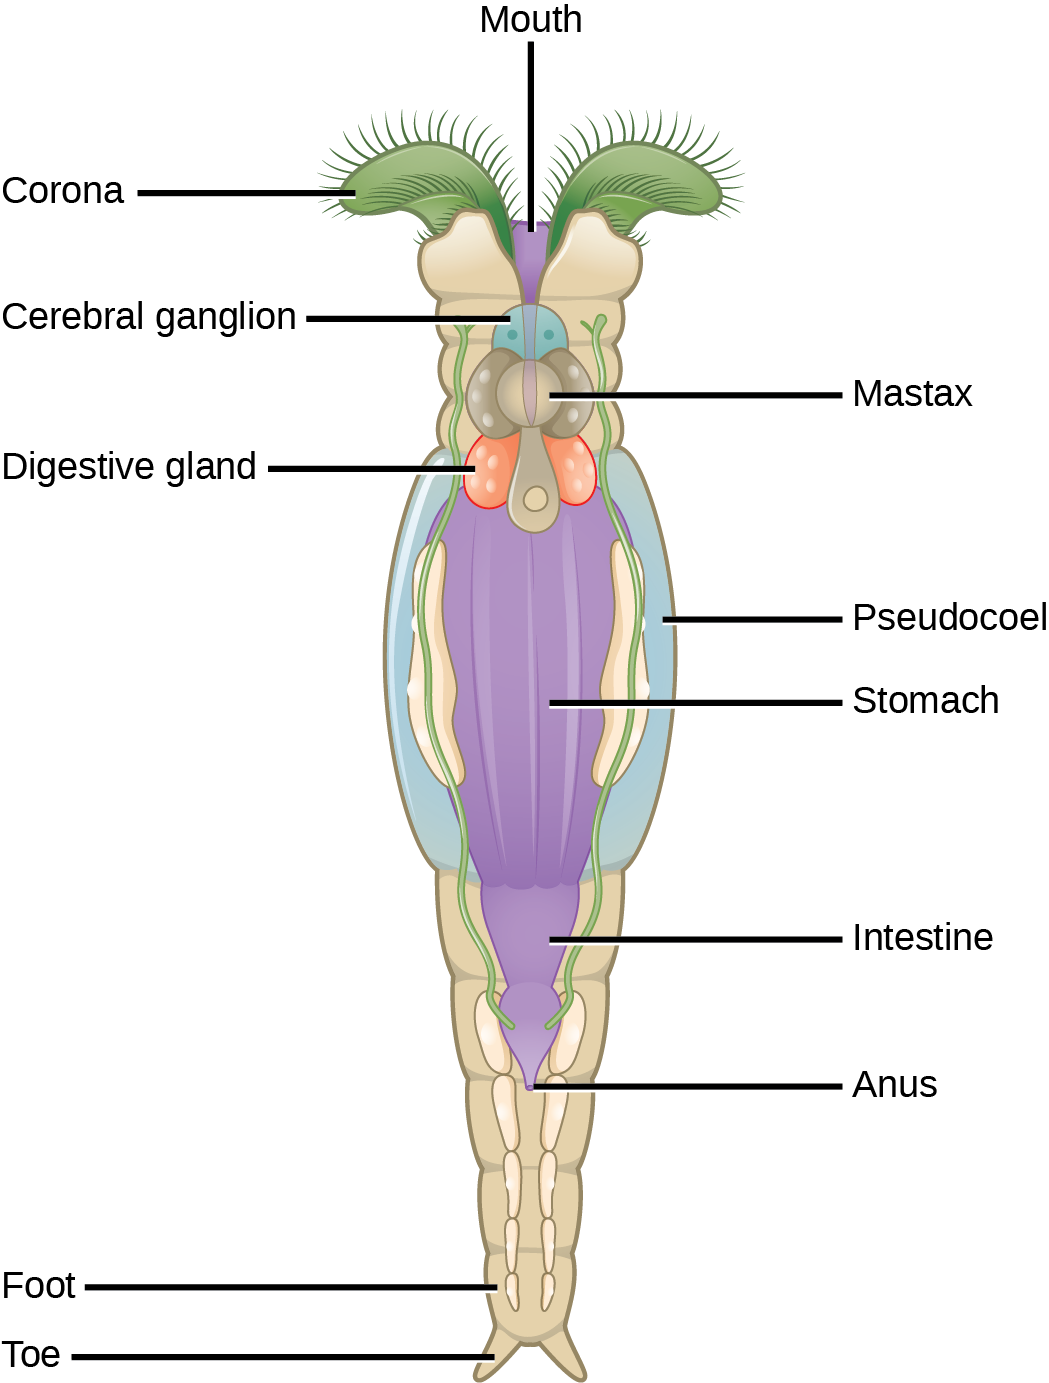 Mouth
Corona
Cerebral ganglion
Mastax
Digestive gland
Pseudocoel
Stomach
Intestine
Anus
Foot
Toe